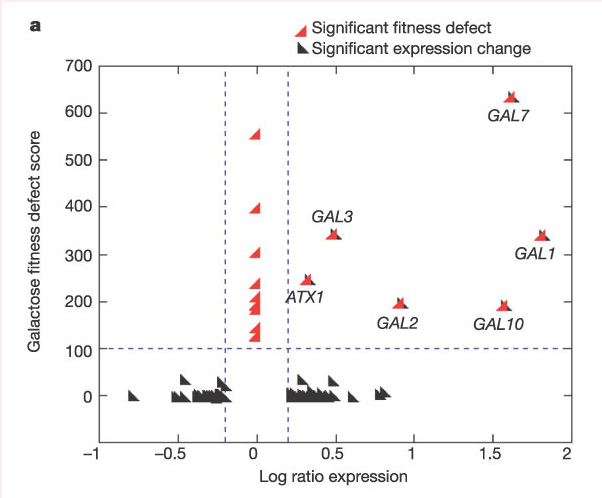 a
Significant fitness defect
Significant expression change
Galactose fitness defect score
700
600
500
400
300
200
100
0
GAL7
GAL3
GAL1
ATX1
GAL2
GAL10
−1
−0.5
0
0.5
1
1.5
2
Log ratio expression